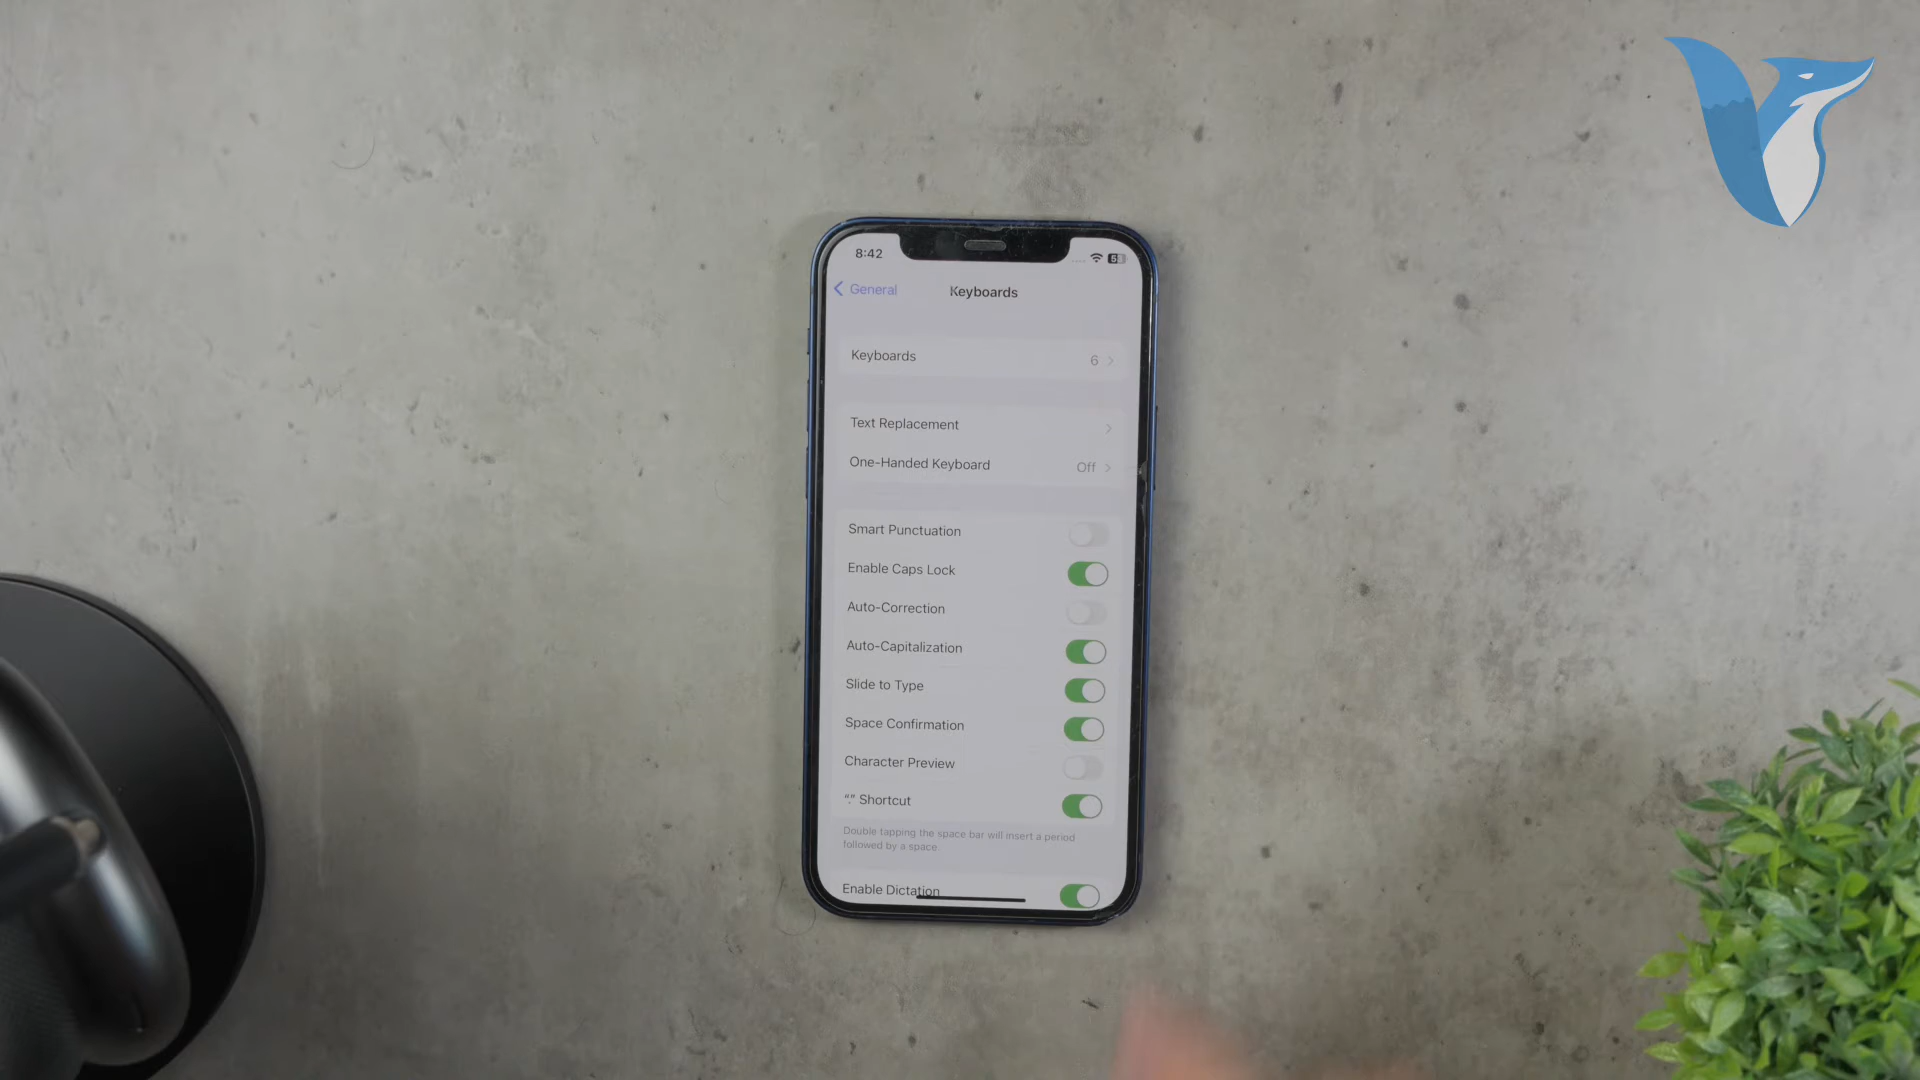 8:42
General
Keyboards
Keyboards 6
Text Replacement
One-Handed Keyboard Off
Smart Punctuation
Enable Caps Lock
Auto-Correction
Auto-Capitalization
Slide to Type
Space Confirmation
Character Preview
“.” Shortcut
Double tapping the space bar will insert a period
followed by a space.
Enable Dictation